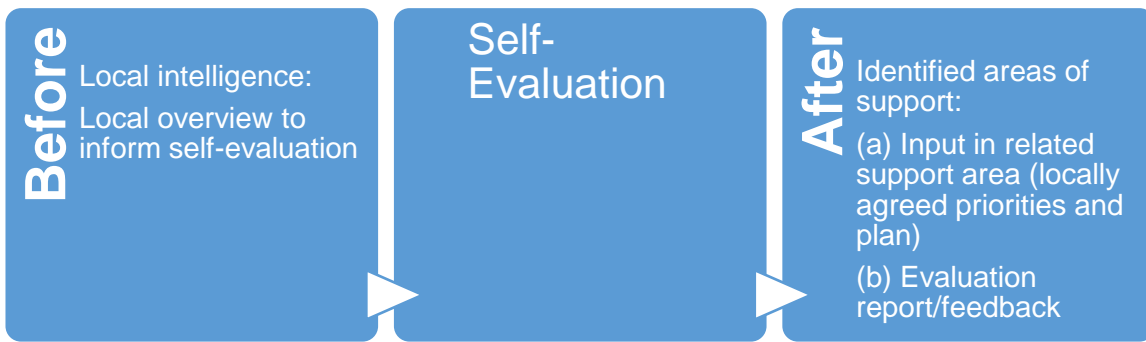 Before
Local intelligence:
Local overview to
inform self-evaluation
Self-
Evaluation
After
Identified areas of
support:
(a) Input in related
support area (locally
agreed priorities and
plan)
(b) Evaluation
report/feedback